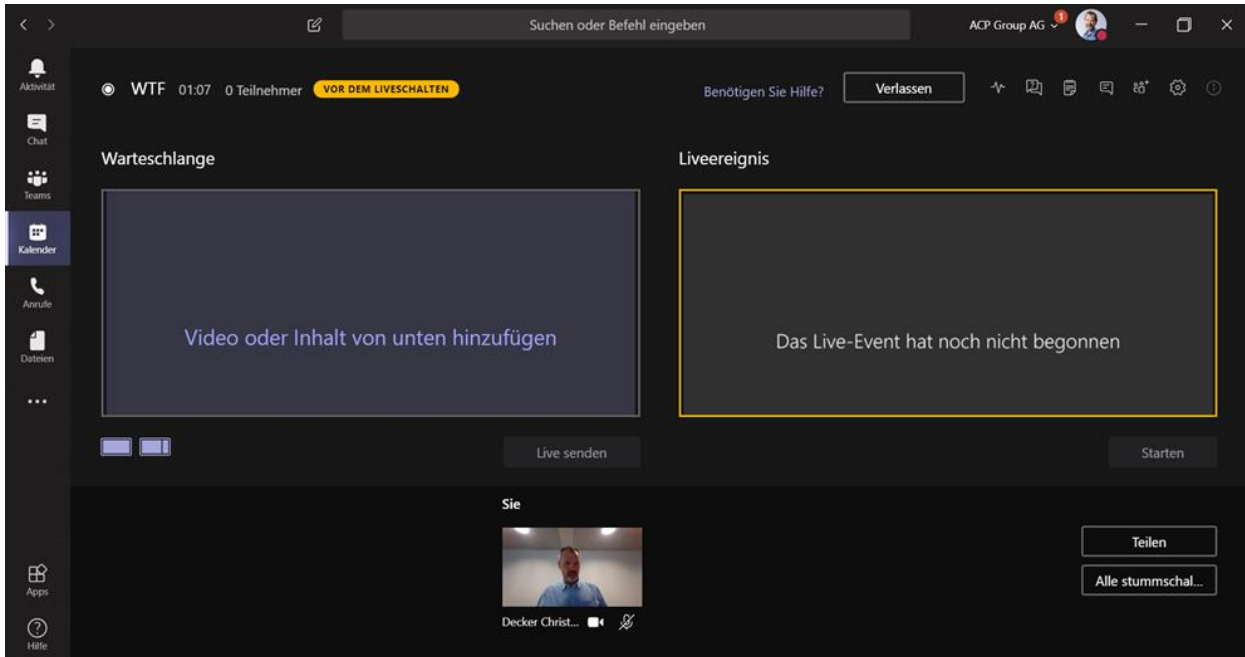 Suchen oder Befehl eingeben
ACP Group AG
1
Aktivität
Chat
Teams
Kalender
Anrufe
Dateien
Apps
Hilfe
WTF 01:07 0 Teilnehmer VOR DEM LIVESCHALTEN
Benötigen Sie Hilfe?
Verlassen
Warteschlange
Liveereignis
Video oder Inhalt von unten hinzufügen
Das Live-Event hat noch nicht begonnen
Live senden
Starten
Sie
Decker Christ...
Teilen
Alle stummschal...